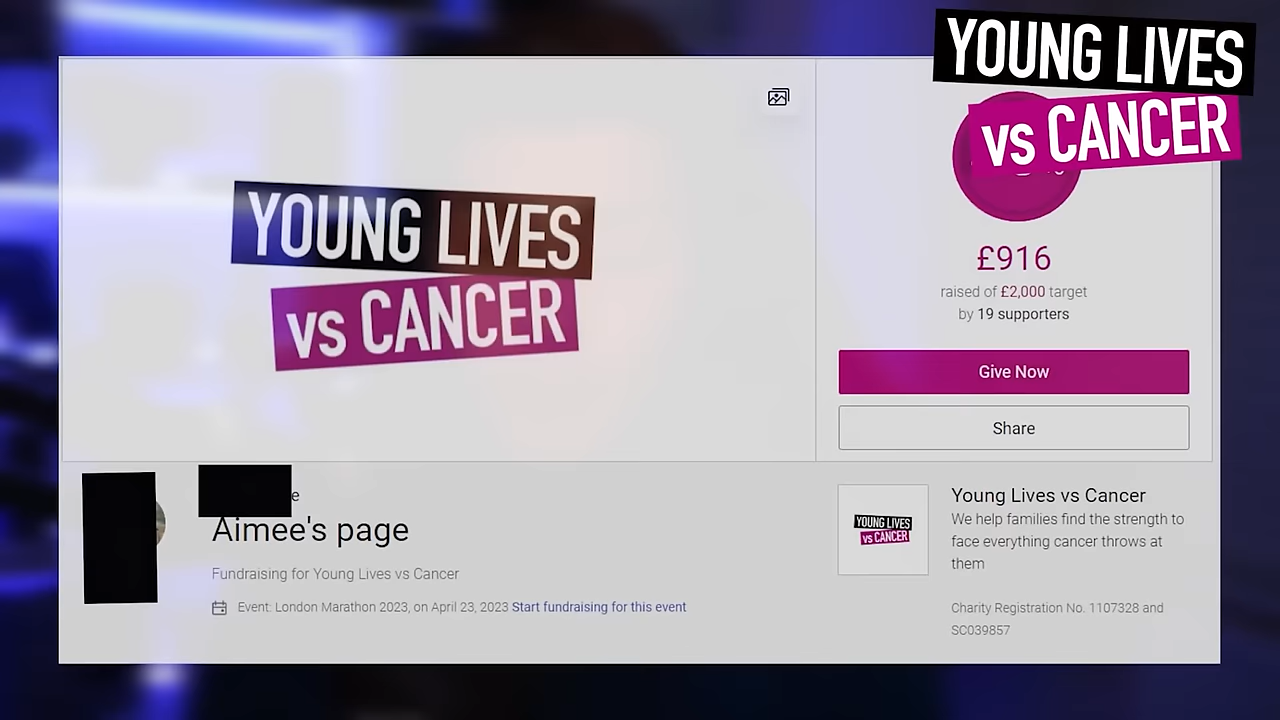 YOUNG LIVES
vs CANCER
YOUNG LIVES
vs CANCER
£916
raised of £2,000 target
by 19 supporters
Give Now
Share
Aimee's page
Fundraising for Young Lives vs Cancer
Event: London Marathon 2023, on April 23, 2023 Start fundraising for this event
YOUNG LIVES
vs CANCER
Young Lives vs Cancer
We help families find the strength to
face everything cancer throws at
them
Charity Registration No. 1107328 and
SC039857